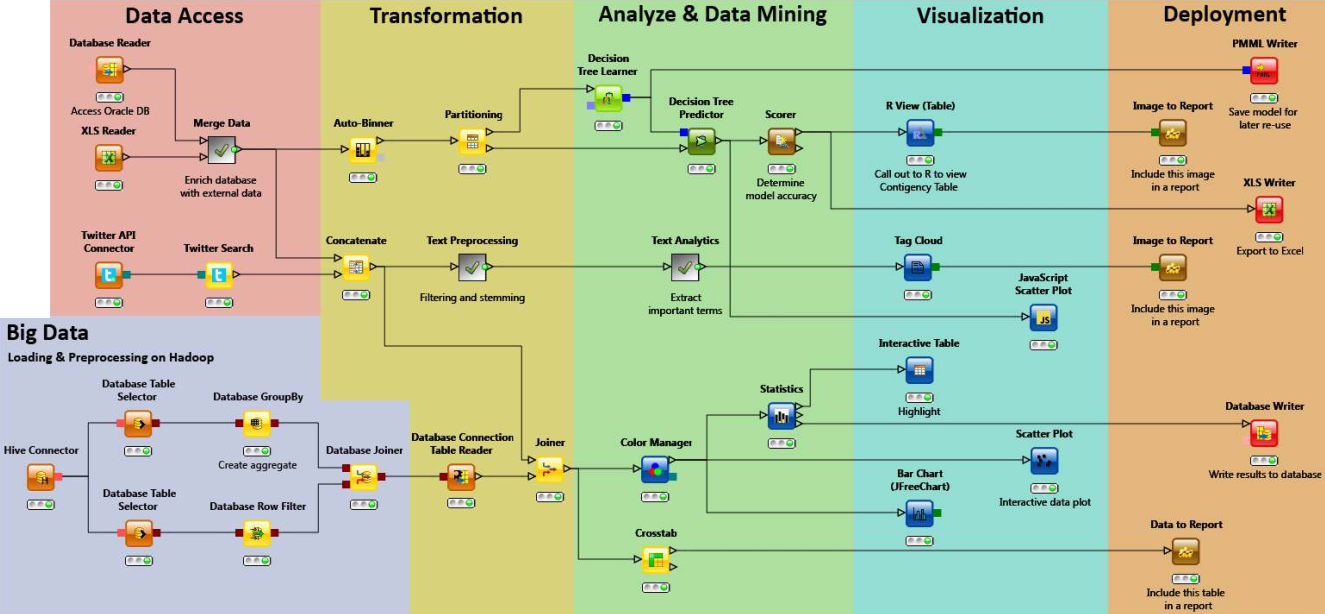 Data Access
Transformation
Analyze & Data Mining
Visualization
Deployment
Database Reader
Access Oracle DB
XLS Reader
Merge Data
Enrich database
with external data
Twitter API
Connector
Twitter Search
Auto-Binner
Partitioning
Concatenate
Text Preprocessing
Filtering and stemming
Decision
Tree Learner
Decision Tree
Predictor
Scorer
Determine
model accuracy
Text Analytics
Extract
important terms
R View (Table)
Call out to R to view
Contigency Table
Tag Cloud
JavaScript
Scatter Plot
JS
PMML Writer
PMML
Save model for
later re-use
Image to Report
Include this image
in a report
XLS Writer
Export to Excel
Image to Report
Include this image
in a report
Big Data
Loading & Preprocessing on Hadoop
Hive Connector
Database Table
Selector
Database GroupBy
Create aggregate
Database Table
Selector
Database Row Filter
Database Joiner
Database Connection
Table Reader
Joiner
Color Manager
Statistics
Crosstab
Interactive Table
Highlight
Scatter Plot
Interactive data plot
Bar Chart
(JFreeChart)
Database Writer
Write results to database
Data to Report
Include this table
in a report